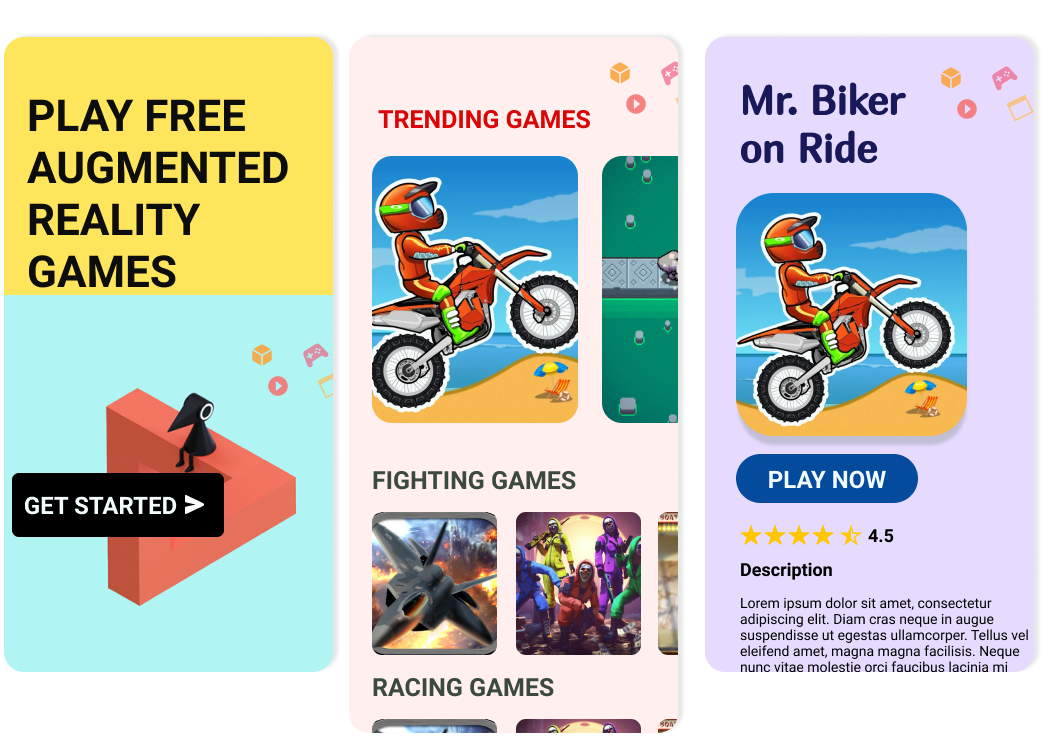 PLAY FREE
AUGMENTED
REALITY
GAMES
GET STARTED
TRENDING GAMES
FIGHTING GAMES
RACING GAMES
Mr. Biker
on Ride
PLAY NOW
4.5
Description
Lorem ipsum dolor sit amet, consectetur
adipiscing elit. Diam cras neque in augue
suspendisse ut egestas ullamcorper. Tellus vel
eleifend amet, magna magna facilisis. Neque
nunc vitae molestie orci faucibus lacinia mi